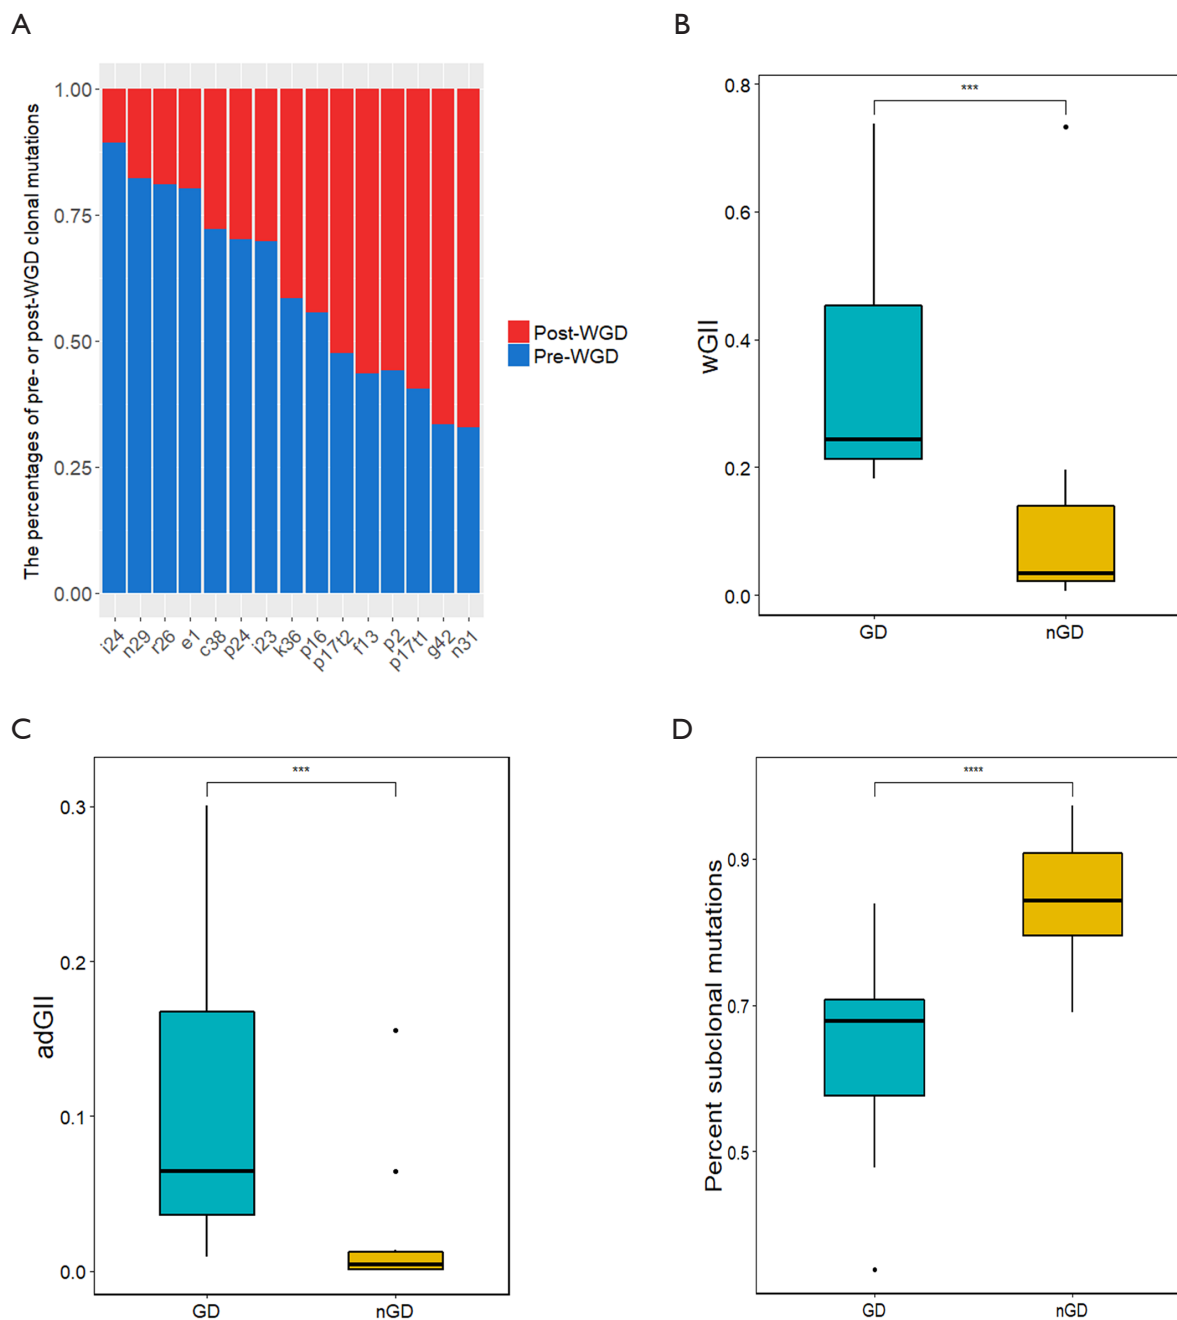 A
The percentages of pre- or post-WGD clonal mutations
1.00
0.75
0.50
0.25
0.00
i24 n29 r26 e1 c38 p24 i23 k36 p16 p17t2 f13 p2 p17t1 g42 n31
Post-WGD
Pre-WGD
B
wGII
0.8
0.6
0.4
0.2
0.0
***
GD nGD
C
adGII
0.3
0.2
0.1
0.0
***
GD nGD
D
Percent subclonal mutations
0.9
0.7
0.5
****
GD nGD